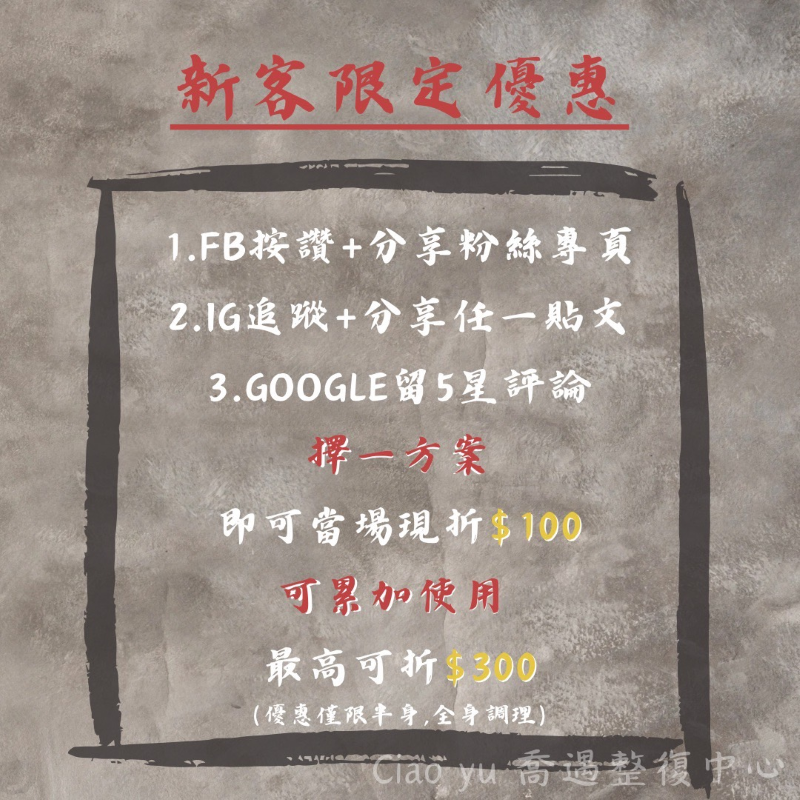 新客限定優惠
1.FB按讚+分享粉絲專頁
2.IG追蹤+分享任一貼文
3.GOOGLE留5星評論
擇一方案
即可當場現折$100
可累加使用
最高可折$300
(優惠僅限半身,全身調理)
Ciao yu 喬遇整復中心